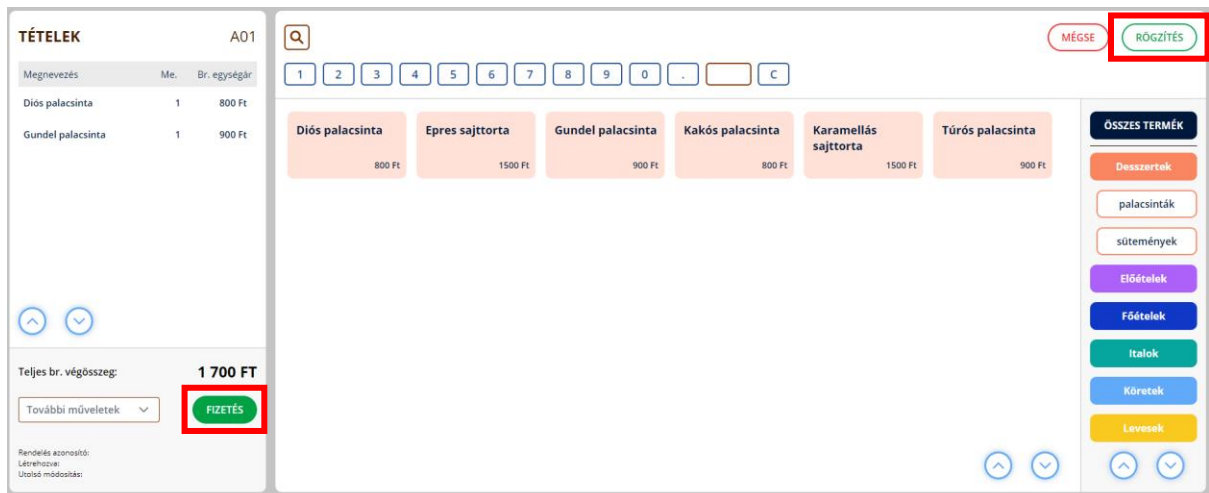 TÉTELEK A01
Megnevezés Me. Br. egységár
Diós palacsinta 1 800 Ft
Gundel palacsinta 1 900 Ft
Teljes br. végösszeg: 1 700 FT
További műveletek FIZETÉS
Rendelés azonosító:
Létrehozva:
Utolsó módosítás:
MÉGSE RÖGZÍTÉS
1 2 3 4 5 6 7 8 9 0 . C
Diós palacsinta
800 Ft
Epres sajttorta
1500 Ft
Gundel palacsinta
900 Ft
Kakós palacsinta
800 Ft
Karamellás
sajttorta
1500 Ft
Túrós palacsinta
900 Ft
ÖSSZES TERMÉK
Desszertek
palacsinták
sütemények
Előételek
Főételek
Italok
Köretek
Levesek